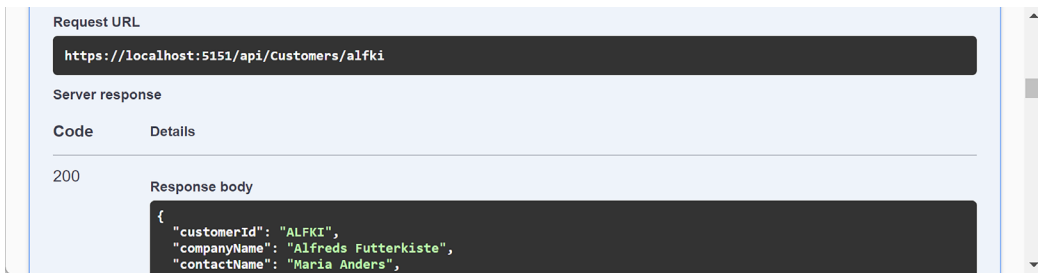 Request URL
https://localhost:5151/api/Customers/alfki
Server response
Code Details
200
Response body
{
"customerId": "ALFKI",
"companyName": "Alfreds Futterkiste",
"contactName": "Maria Anders",